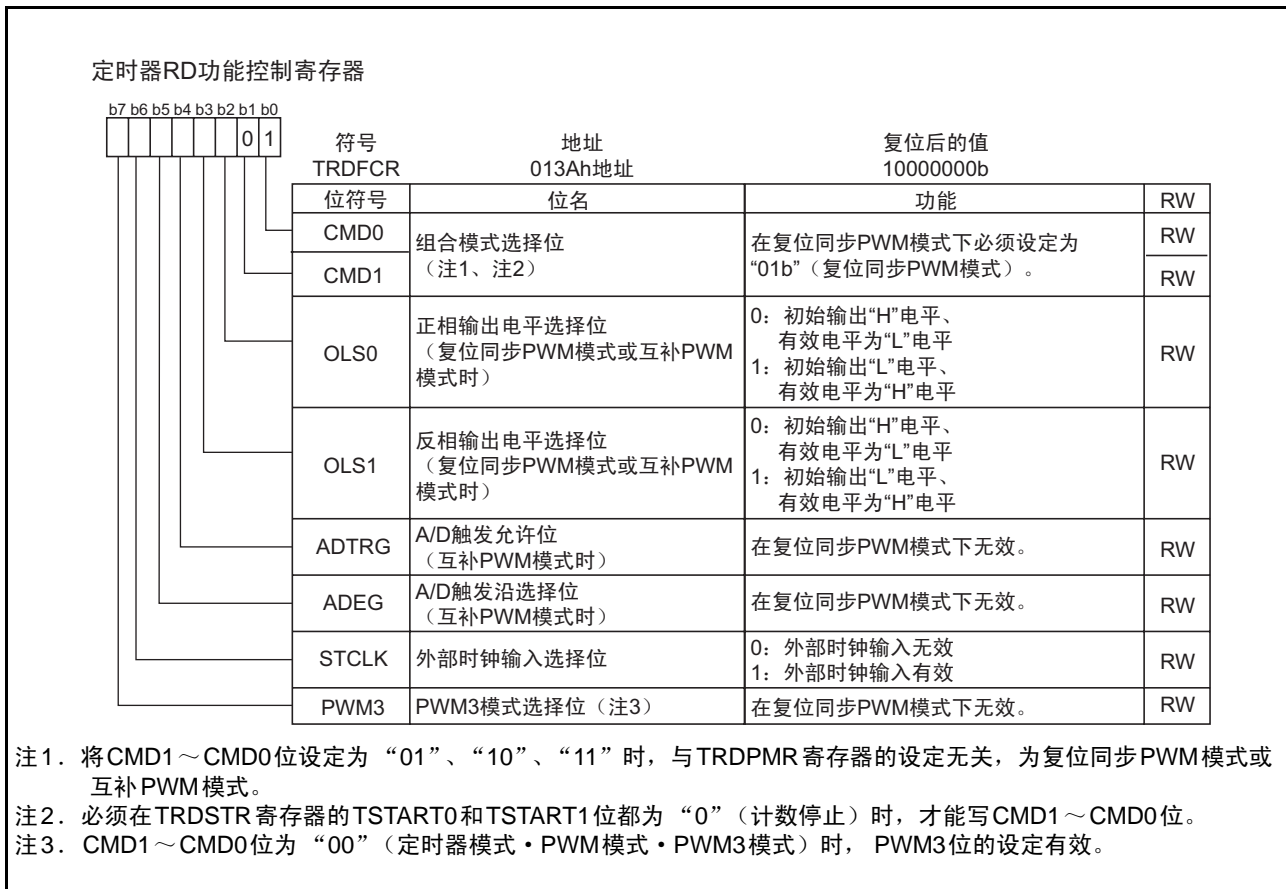 定时器RD功能控制寄存器
b7 b6 b5 b4 b3 b2 b1 b0
0 1
符号 地址 复位后的值
TRDFCR 013Ah地址 10000000b
位符号 位名 功能 RW
CMD0 RW
组合模式选择位
（注1、注2）
在复位同步PWM模式下必须设定为
“01b”（复位同步PWM模式）。
CMD1 RW
OLS0
正相输出电平选择位
（复位同步PWM模式或互补PWM
模式时）
0：初始输出“H”电平、
有效电平为“L”电平
1：初始输出“L”电平、
有效电平为“H”电平
RW
OLS1
反相输出电平选择位
（复位同步PWM模式或互补PWM
模式时）
0：初始输出“H”电平、
有效电平为“L”电平
1：初始输出“L”电平、
有效电平为“H”电平
RW
ADTRG
A/D触发允许位
（互补PWM模式时）
在复位同步PWM模式下无效。
RW
ADEG
A/D触发沿选择位
（互补PWM模式时）
在复位同步PWM模式下无效。
RW
STCLK
外部时钟输入选择位
0：外部时钟输入无效
1：外部时钟输入有效
RW
PWM3 PWM3模式选择位（注3） 在复位同步PWM模式下无效。 RW
注1．将CMD1～CMD0位设定为“01”、“10”、“11”时，与TRDPMR寄存器的设定无关，为复位同步PWM模式或
互补PWM模式。
注2．必须在TRDSTR寄存器的TSTART0和TSTART1位都为“0”（计数停止）时，才能写CMD1～CMD0位。
注3．CMD1～CMD0位为“00”（定时器模式・PWM模式・PWM3模式）时，PWM3位的设定有效。